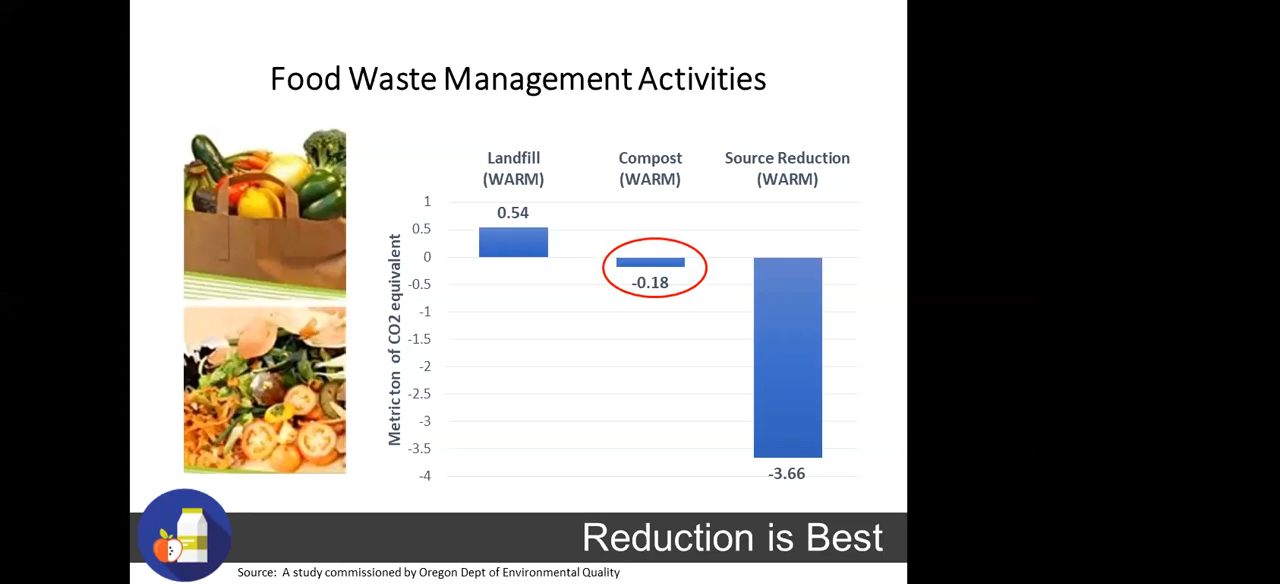 Food Waste Management Activities
Landfill
(WARM)
Compost
(WARM)
Source Reduction
(WARM)
Metric ton of CO2 equivalent
1
0.5
0
-0.5
-1
-1.5
-2
-2.5
-3
-3.5
-4
0.54
-0.18
-3.66
Reduction is Best
Source: A study commissioned by Oregon Dept of Environmental Quality